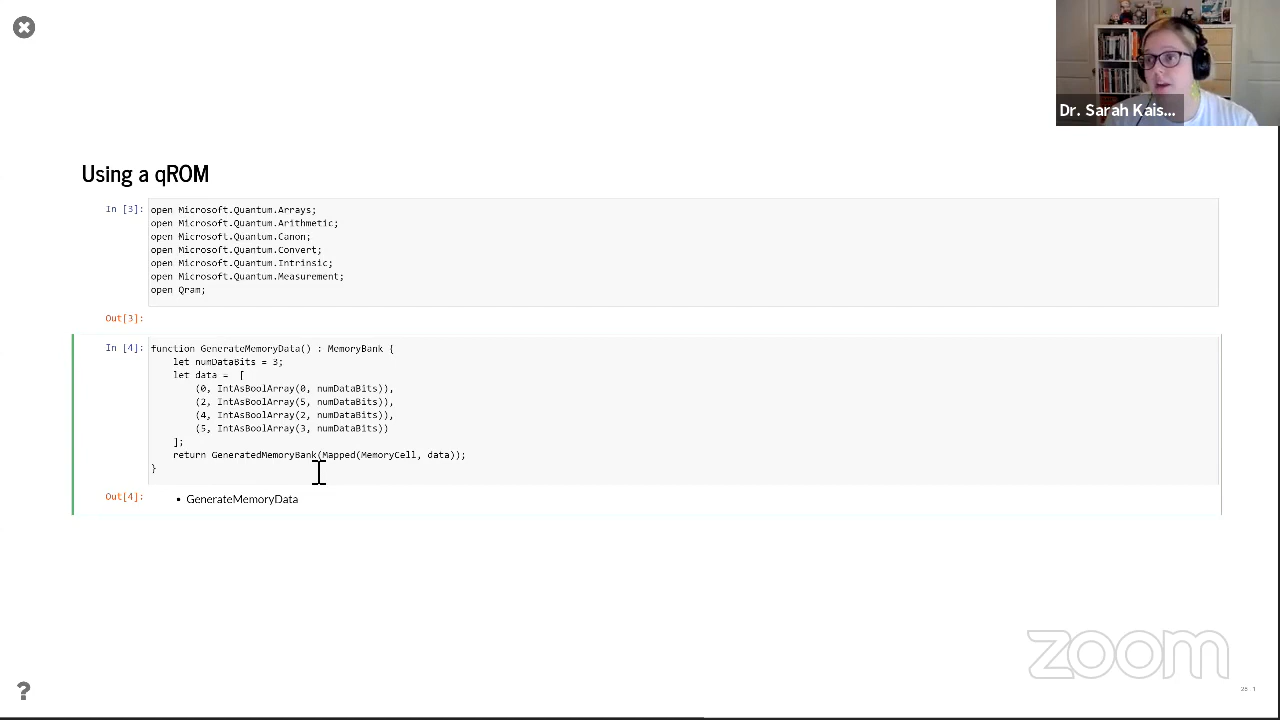 Dr. Sarah Kais...
Using a qROM
In [3]:
open Microsoft.Quantum.Arrays;
open Microsoft.Quantum.Arithmetic;
open Microsoft.Quantum.Canon;
open Microsoft.Quantum.Convert;
open Microsoft.Quantum.Intrinsic;
open Microsoft.Quantum.Measurement;
open Qram;
Out[3]:
In [4]:
function GenerateMemoryData() : MemoryBank {
    let numDataBits = 3;
    let data =  [
        (0, IntAsBoolArray(0, numDataBits)),
        (2, IntAsBoolArray(5, numDataBits)),
        (4, IntAsBoolArray(2, numDataBits)),
        (5, IntAsBoolArray(3, numDataBits))
    ];
    return GeneratedMemoryBank(Mapped(MemoryCell, data));
}
Out[4]:
• GenerateMemoryData
zoom
?
28 1